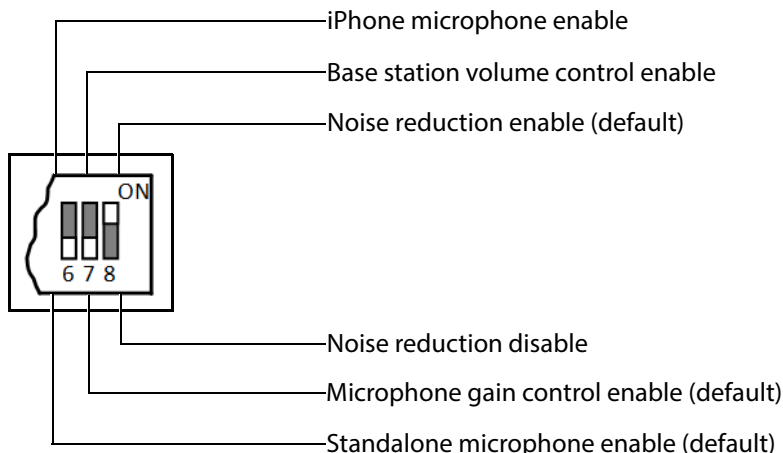 iPhone microphone enable
Base station volume control enable
Noise reduction enable (default)
ON
6 7 8
Noise reduction disable
Microphone gain control enable (default)
Standalone microphone enable (default)